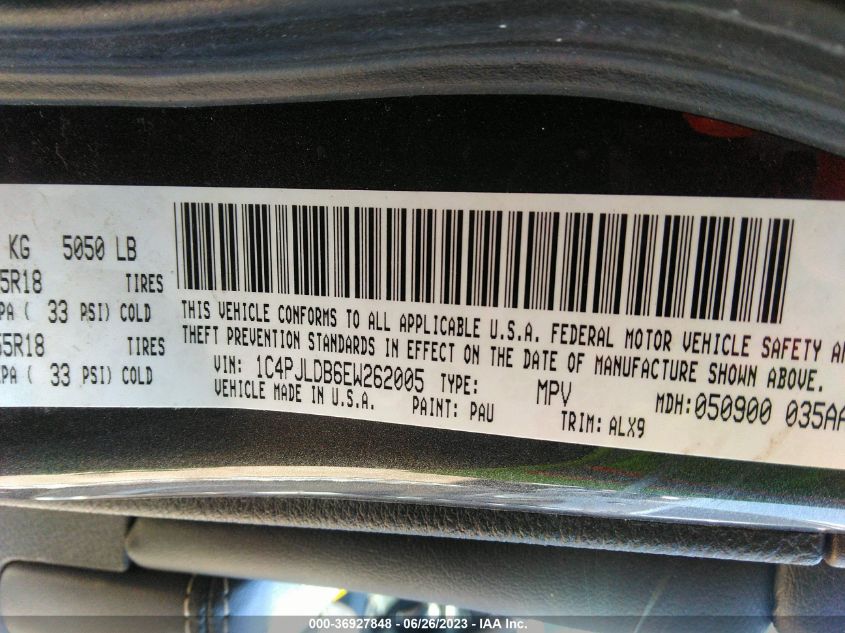 KG 5050 LB
5R18 TIRES
PA ( 33 PSI) COLD
55R18 TIRES
PA ( 33 PSI) COLD
THIS VEHICLE CONFORMS TO ALL APPLICABLE U.S.A. FEDERAL MOTOR VEHICLE SAFETY AN
THEFT PREVENTION STANDARDS IN EFFECT ON THE DATE OF MANUFACTURE SHOWN ABOVE.
VIN: 1C4PJLDB6EW262005 TYPE: MPV MDH:050900 035AA
VEHICLE MADE IN U.S.A. PAINT: PAU TRIM: ALX9
000-36927848 / 06/26/2023 / IAA Inc.